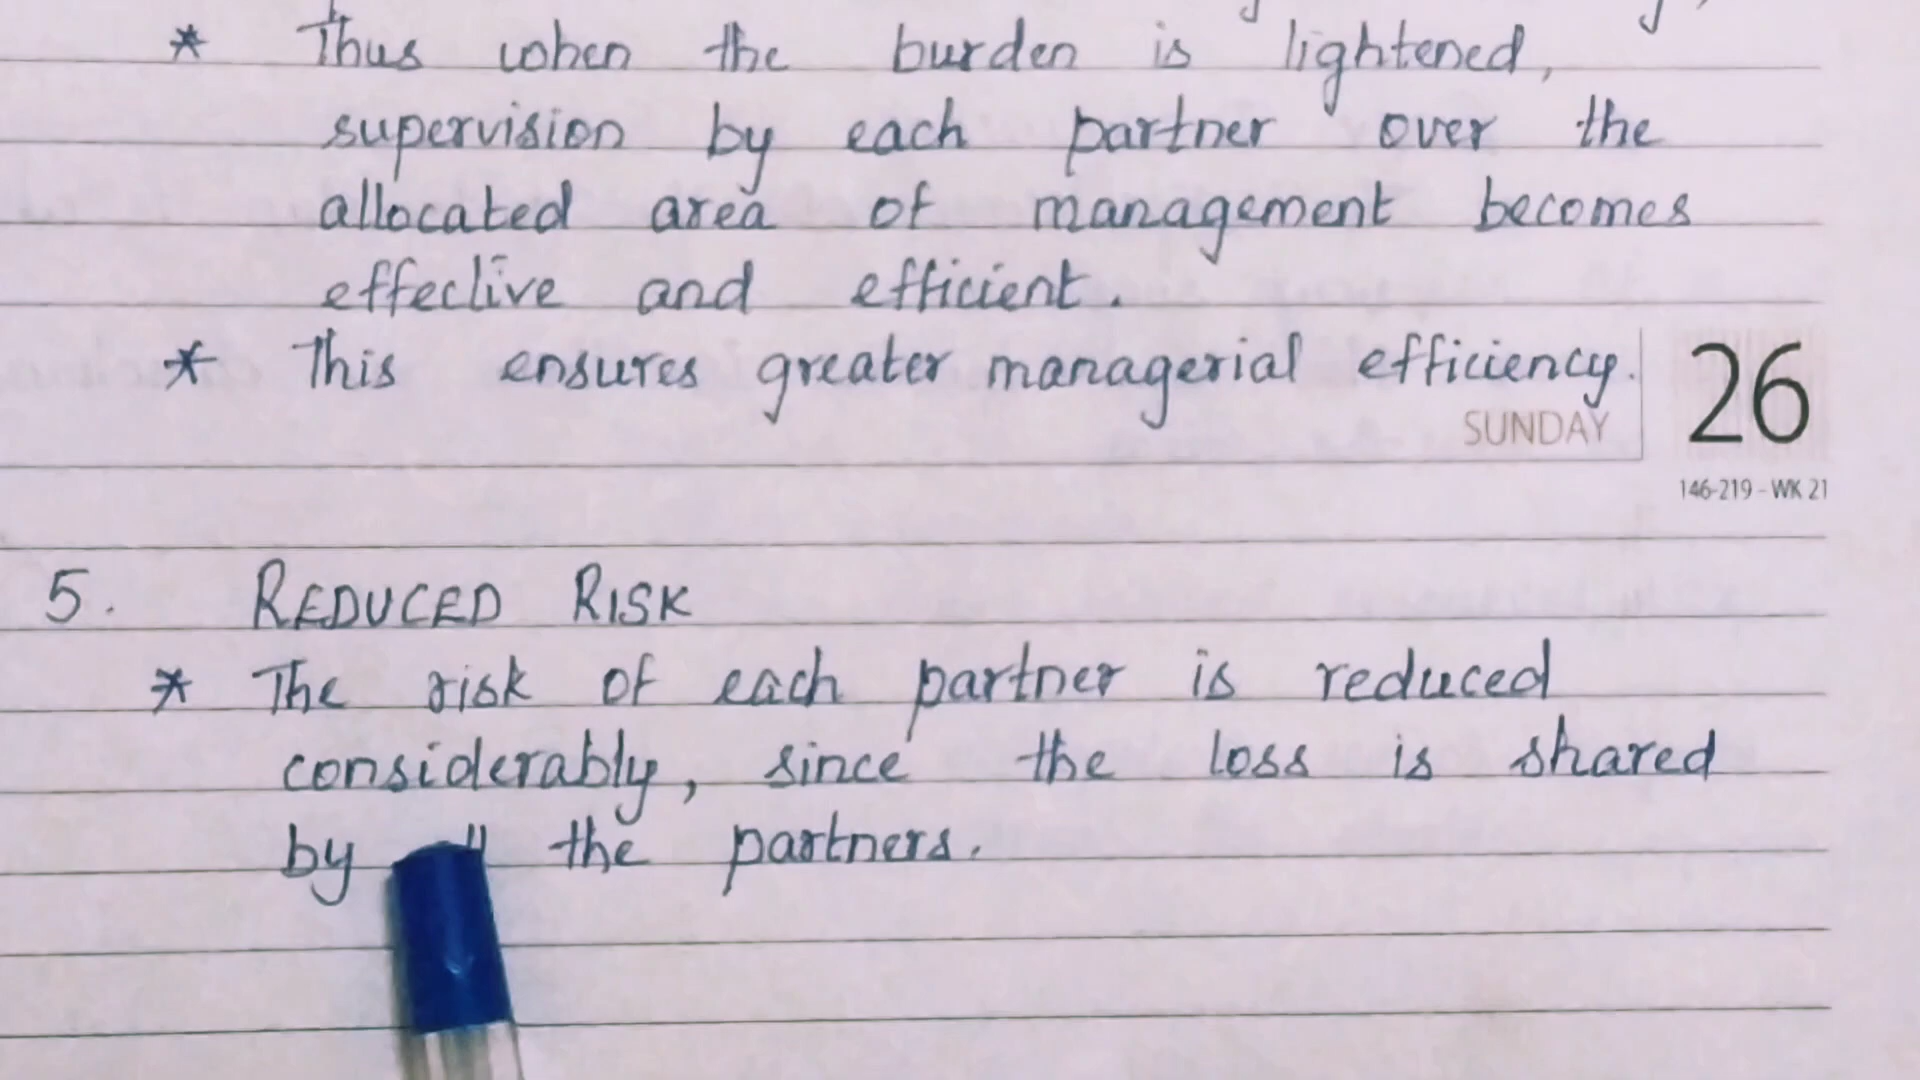 * Thus when the burden is lightened,
supervision by each partner over the
allocated area of management becomes
effective and efficient.
* This ensures greater managerial efficiency.
SUNDAY 26
146-219 - WK 21
5. REDUCED RISK
* The risk of each partner is reduced
considerably, since the loss is shared
by the partners.